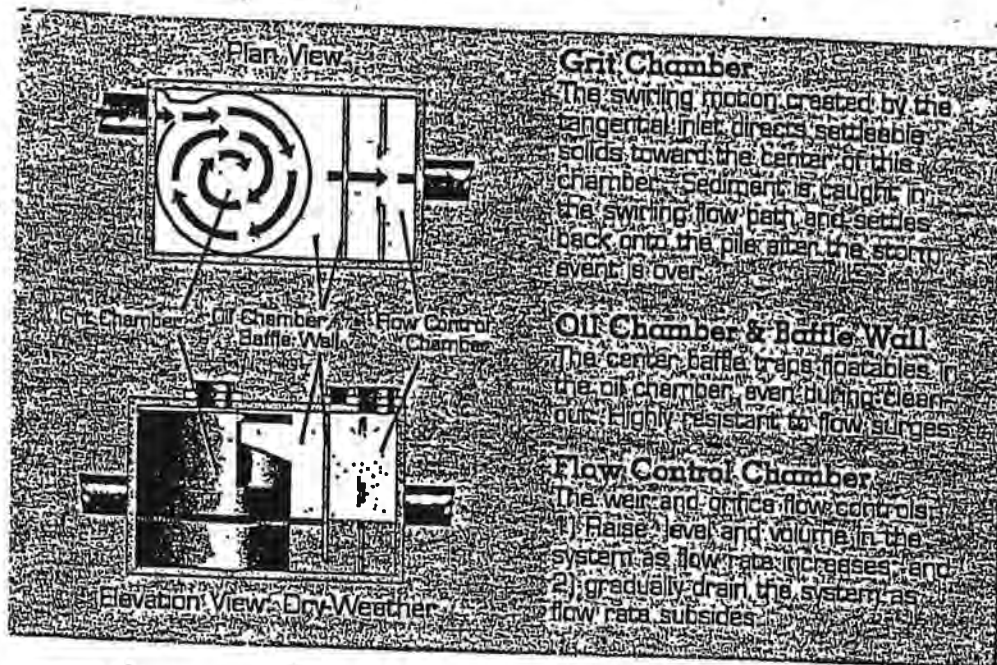 Plan View
Grit Chamber
Oil Chamber
Baffle Wall
Flow Control
Chamber
Elevation View: Dry-Weather
Grit Chamber
The swirling motion created by the
tangental inlet directs settleable
solids toward the center of this
chamber. Sediment is caught in
the swirling flow path and settles
back onto the pile after the storm
event is over.
Oil Chamber & Baffle Wall
The center baffle traps floatables in
the oil chamber, even during clean-
out. Highly resistant to flow surges.
Flow Control Chamber
The weir and orifice flow controls:
1) Raise level and volume in the
system as flow rate increases; and
2) gradually drain the system as
flow rate subsides.